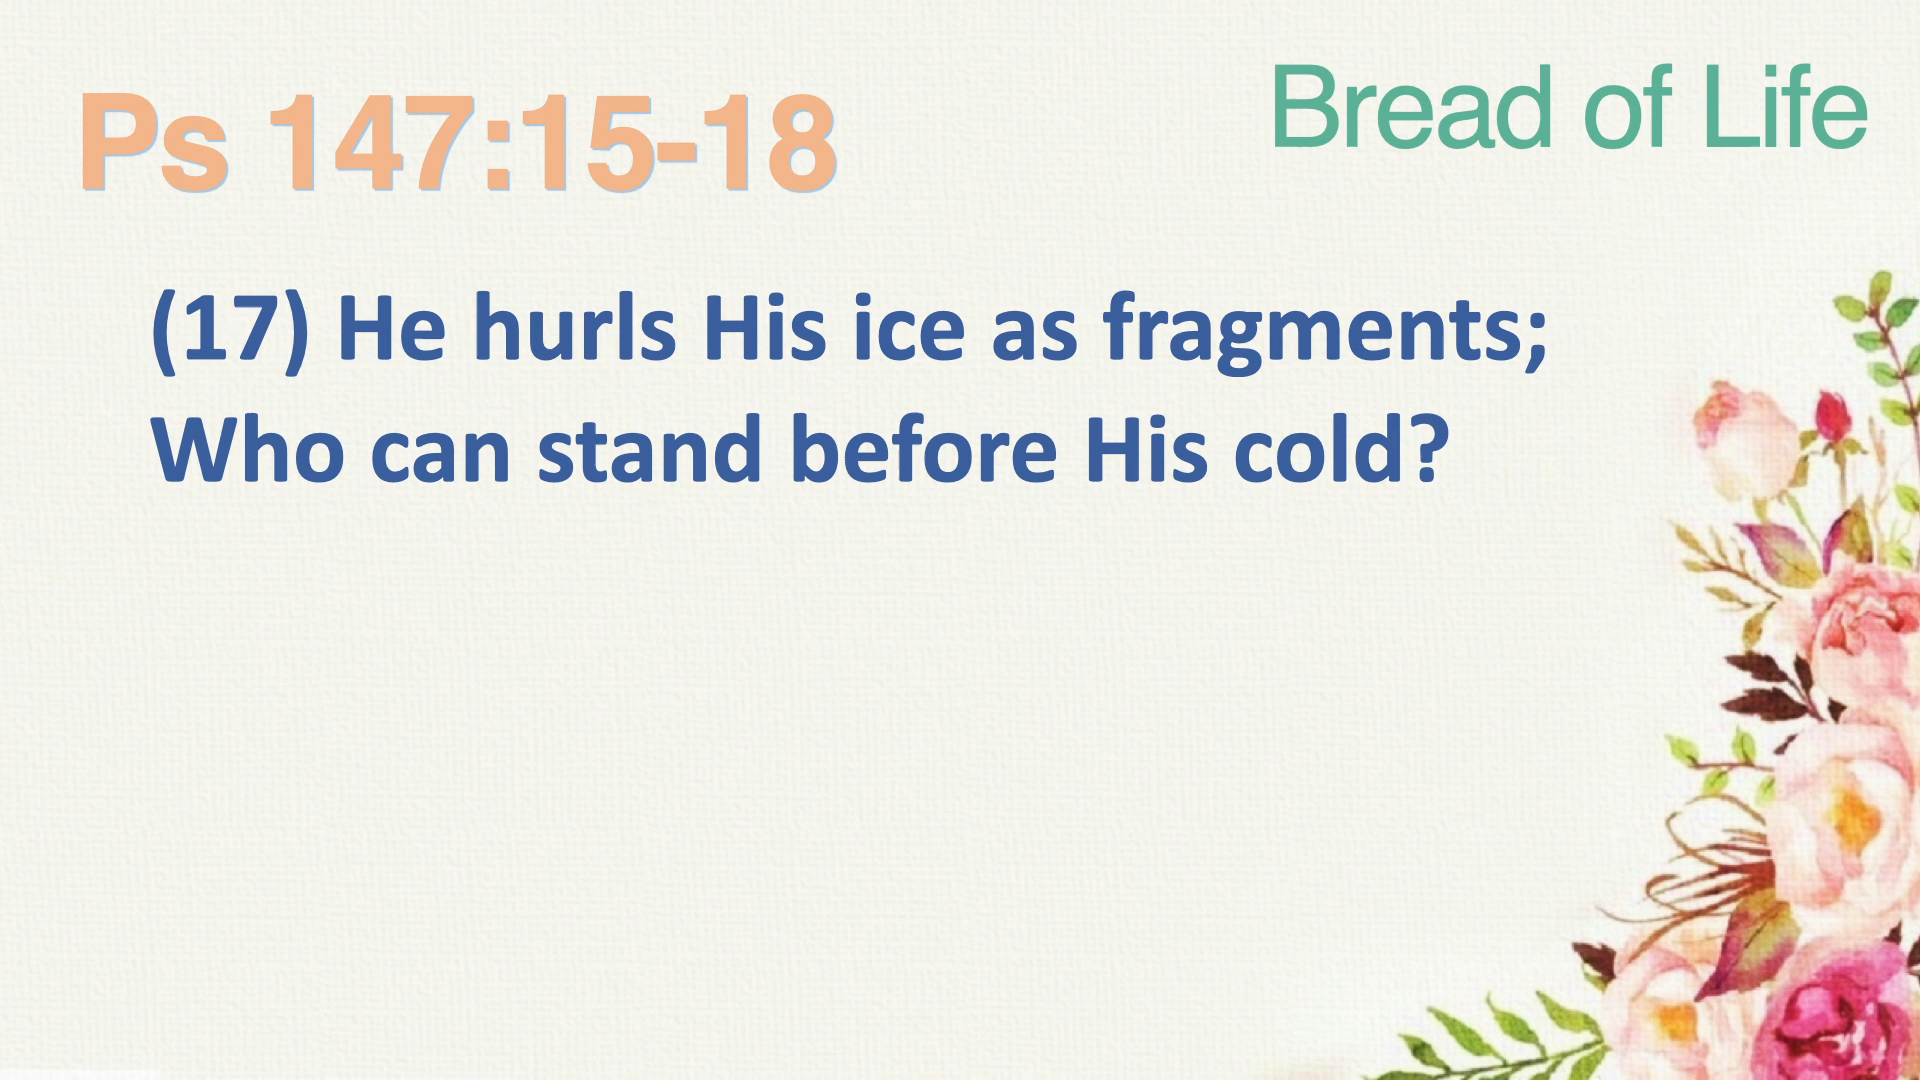 Ps 147:15-18
Bread of Life
(17) He hurls His ice as fragments;
Who can stand before His cold?